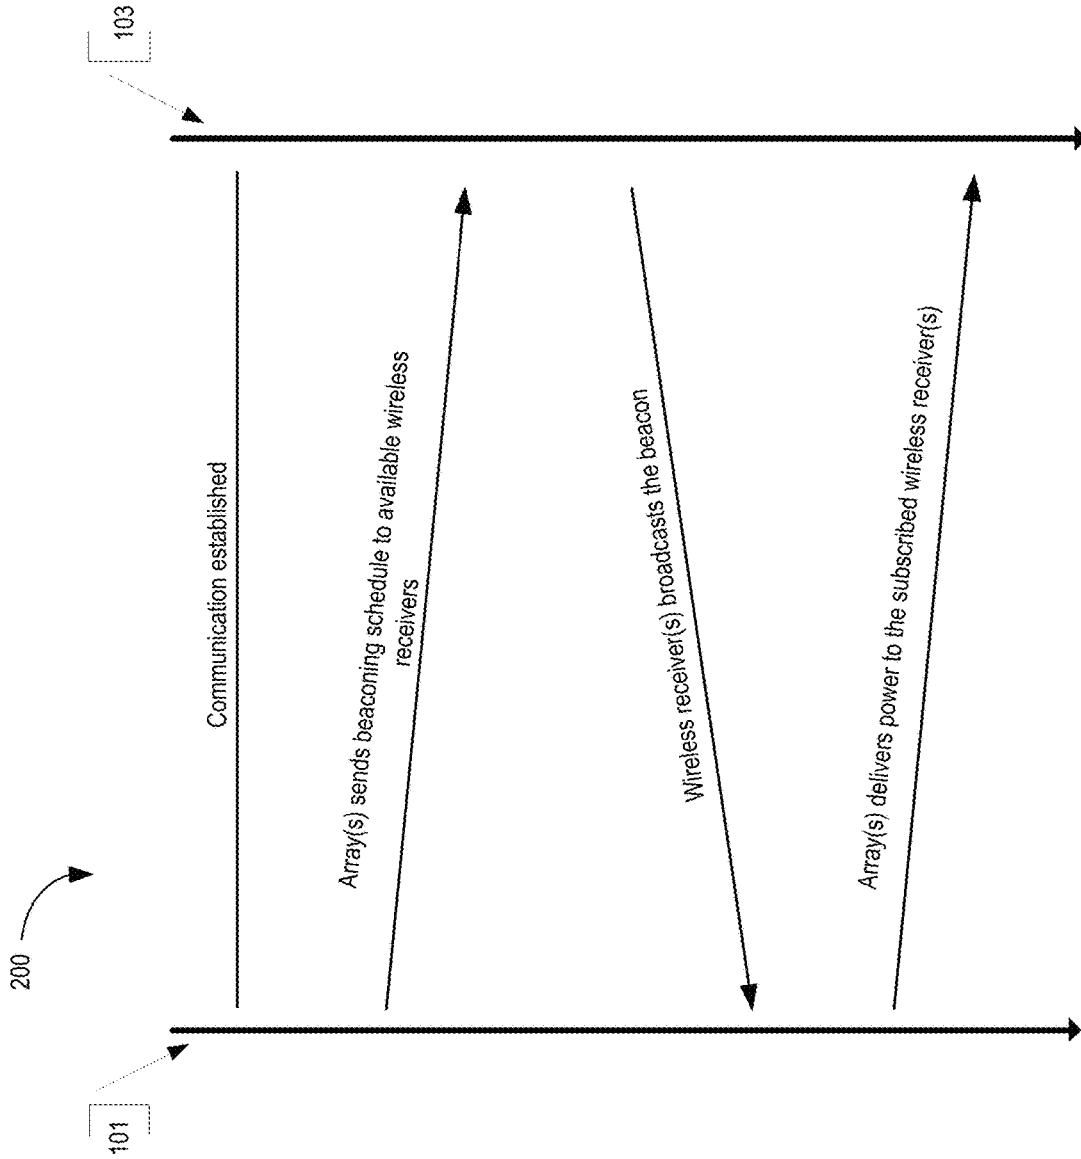 200
101
103
Communication established
Array(s) sends beaconing schedule to available wireless
receivers
Wireless receiver(s) broadcasts the beacon
Array(s) delivers power to the subscribed wireless receiver(s)